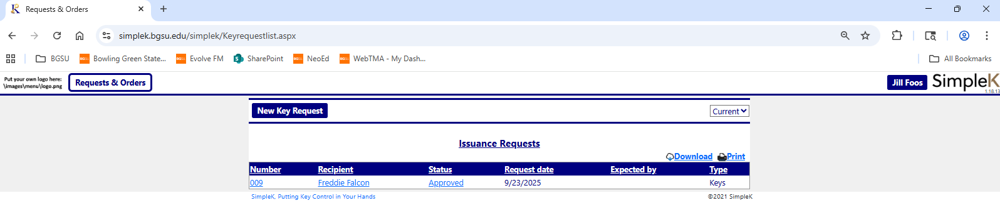 Requests & Orders
simplek.bgsu.edu/simplek/Keyrequestlist.aspx
BGSU Bowling Green State... Evolve FM SharePoint NeoEd WebTMA - My Dash... All Bookmarks
Put your own logo here:
\images\menu\logo.png
Requests & Orders Jill Foos SimpleK
1.18.13
New Key Request Current
Issuance Requests
Download Print
Number Recipient Status Request date Expected by Type
009 Freddie Falcon Approved 9/23/2025 Keys
SimpleK, Putting Key Control in Your Hands ©2021 SimpleK